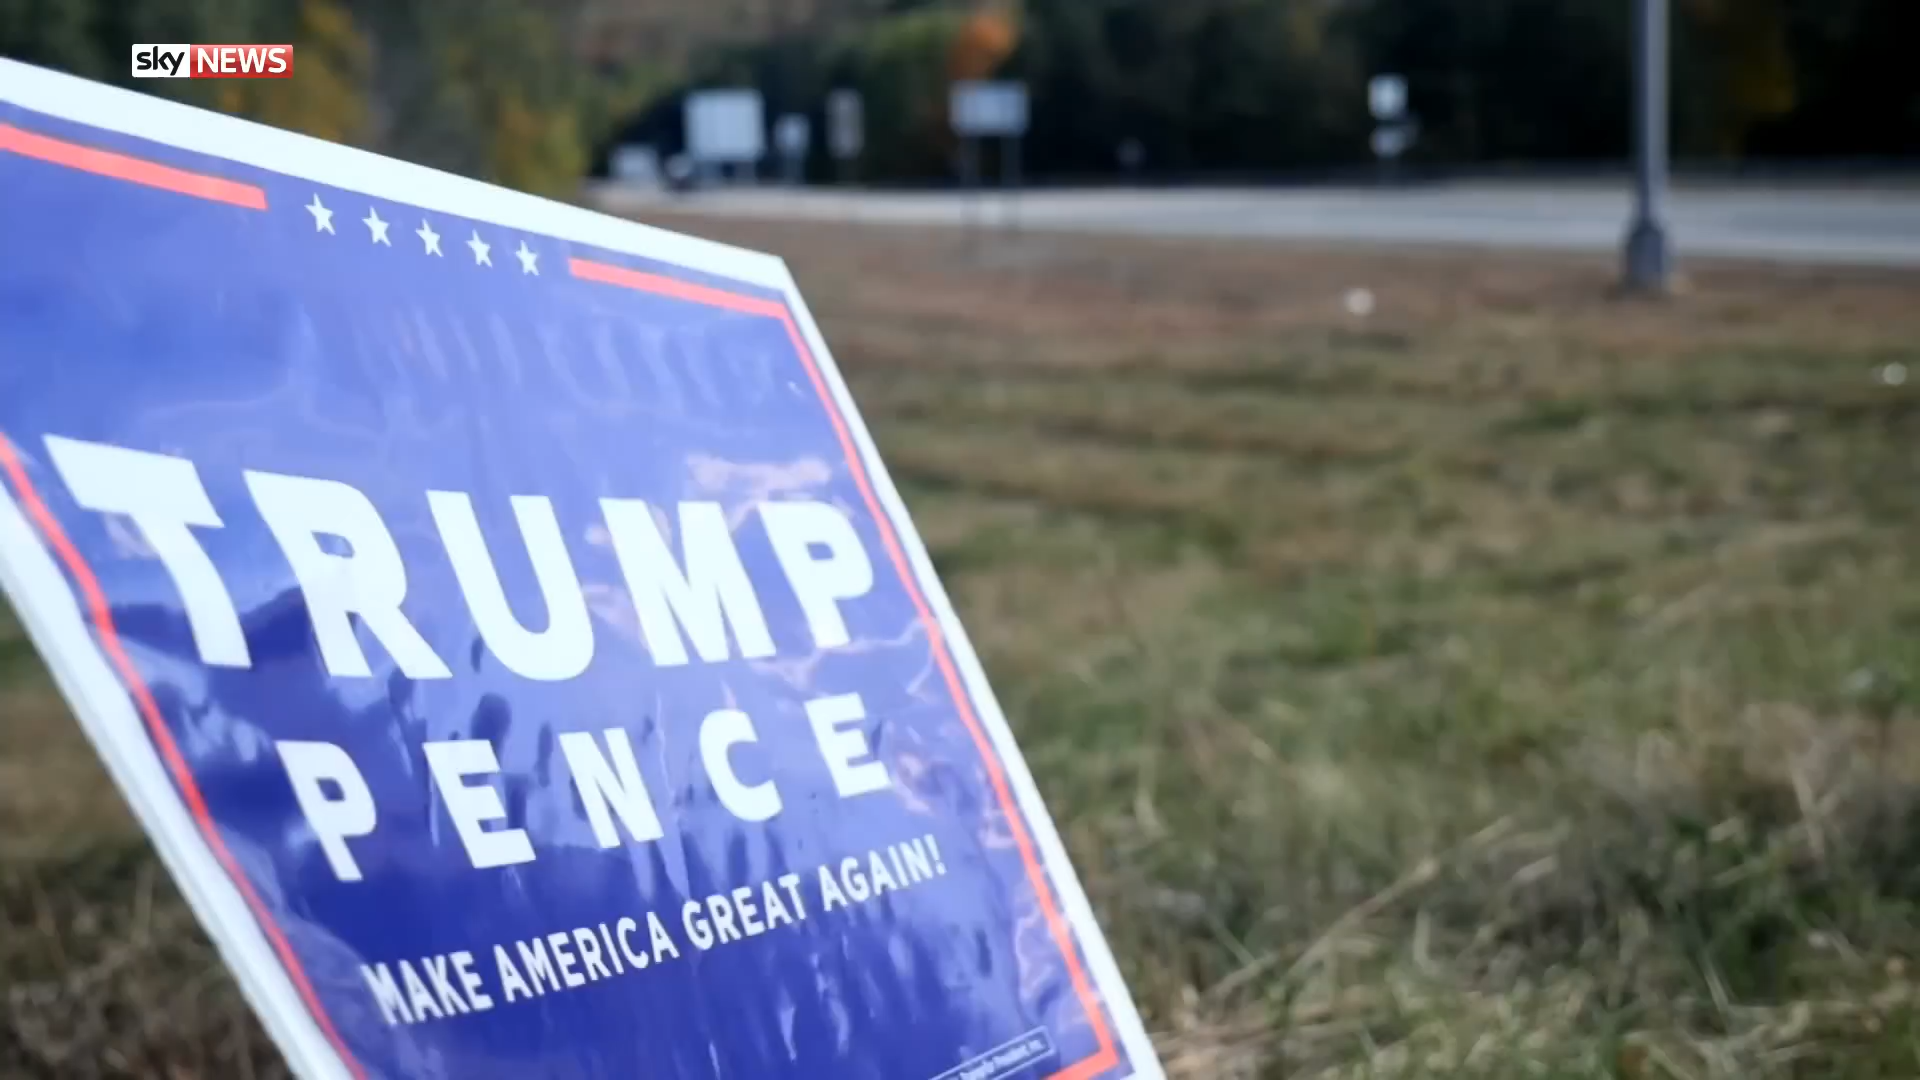 sky NEWS
TRUMP
PENCE
MAKE AMERICA GREAT AGAIN!